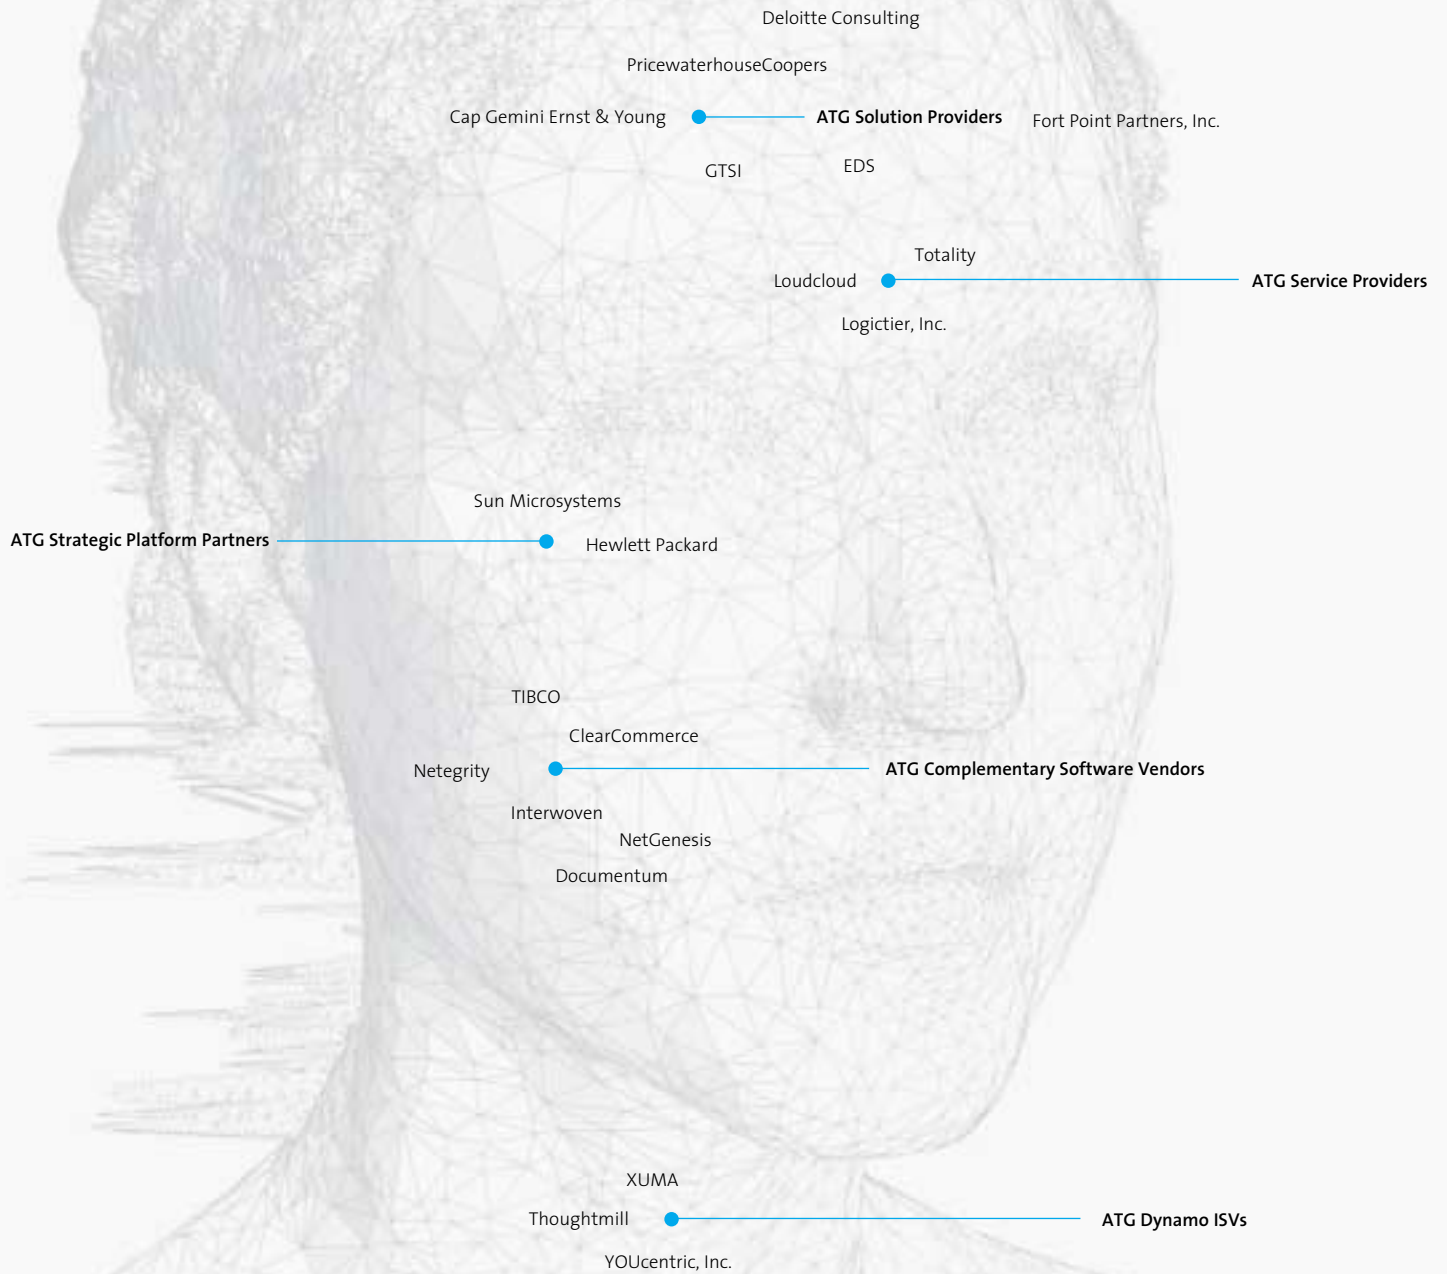 Deloitte Consulting
PricewaterhouseCoopers
Cap Gemini Ernst & Young
ATG Solution Providers
Fort Point Partners, Inc.
GTSI
EDS
Totality
Loudcloud
ATG Service Providers
Logictier, Inc.
Sun Microsystems
ATG Strategic Platform Partners
Hewlett Packard
TIBCO
ClearCommerce
Netegrity
ATG Complementary Software Vendors
Interwoven
NetGenesis
Documentum
XUMA
Thoughtmill
ATG Dynamo ISVs
YOUcentric, Inc.